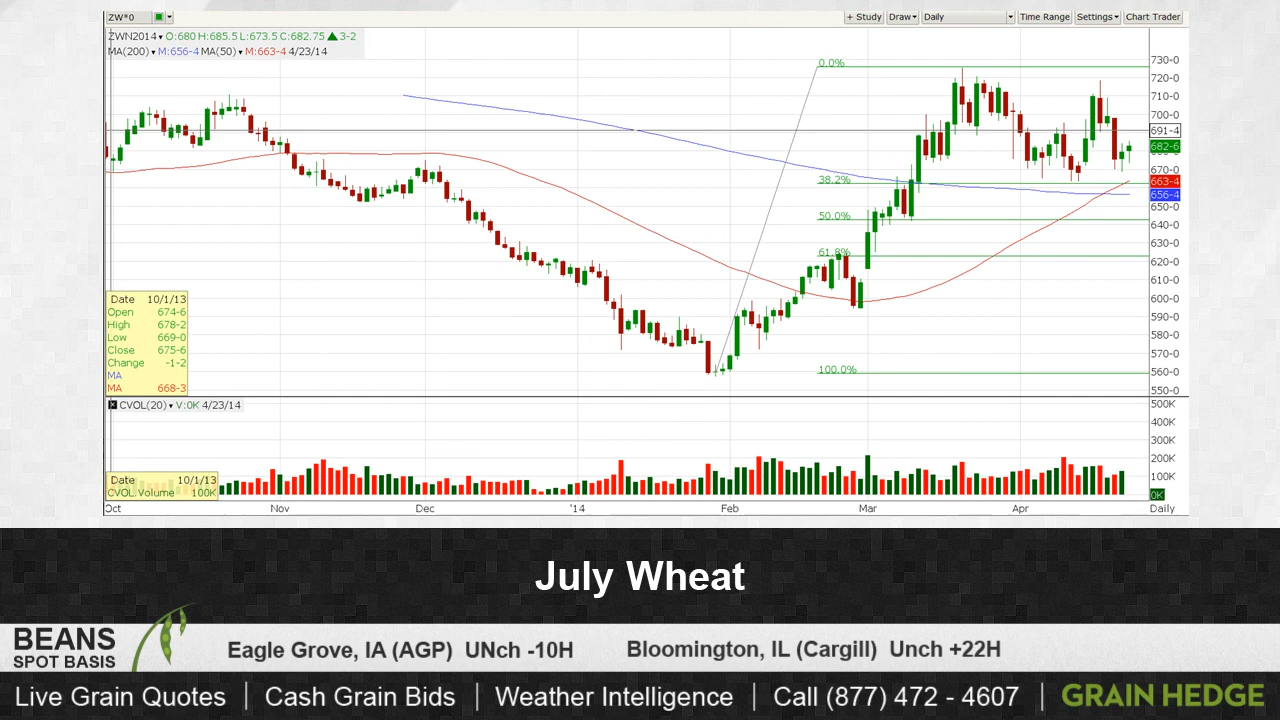 ZW*0
+ Study Draw Daily Time Range Settings Chart Trader
ZWN2014 O:680 H:685.5 L:673.5 C:682.75 3-2
MA(200) M:656-4 MA(50) M:663-4 4/23/14
0.0%
38.2%
50.0%
61.8%
100.0%
730-0
720-0
710-0
700-0
691-4
682-6
670-0
663-4
656-4
650-0
640-0
630-0
620-0
610-0
600-0
590-0
580-0
570-0
560-0
550-0
Date 10/1/13
Open 674-6
High 678-2
Low 669-0
Close 675-6
Change -1-2
MA
MA 668-3
CVOL(20) V:0K 4/23/14
500K
400K
300K
200K
100K
0K
Date 10/1/13
CVOL Volume 100K
Oct Nov Dec '14 Feb Mar Apr Daily
July Wheat
BEANS
SPOT BASIS
Eagle Grove, IA (AGP) UNch -10H Bloomington, IL (Cargill) Unch +22H
Live Grain Quotes | Cash Grain Bids | Weather Intelligence | Call (877) 472 - 4607 | GRAIN HEDGE